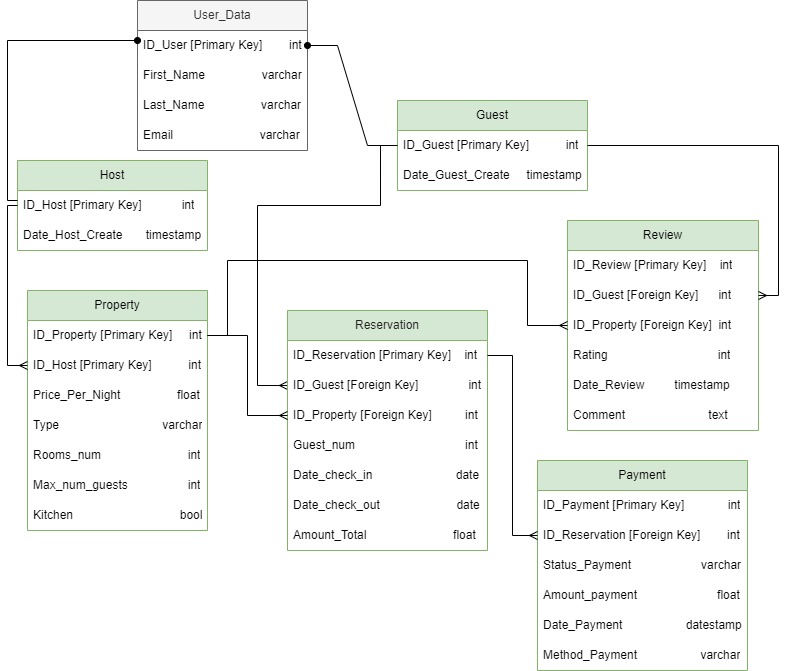 User_Data
ID_User [Primary Key] int
First_Name varchar
Last_Name varchar
Email varchar
Guest
ID_Guest [Primary Key] int
Date_Guest_Create timestamp
Host
ID_Host [Primary Key] int
Date_Host_Create timestamp
Review
ID_Review [Primary Key] int
ID_Guest [Foreign Key] int
ID_Property [Foreign Key] int
Rating int
Date_Review timestamp
Comment text
Property
ID_Property [Primary Key] int
ID_Host [Primary Key] int
Price_Per_Night float
Type varchar
Rooms_num int
Max_num_guests int
Kitchen bool
Reservation
ID_Reservation [Primary Key] int
ID_Guest [Foreign Key] int
ID_Property [Foreign Key] int
Guest_num int
Date_check_in date
Date_check_out date
Amount_Total float
Payment
ID_Payment [Primary Key] int
ID_Reservation [Foreign Key] int
Status_Payment varchar
Amount_payment float
Date_Payment datestamp
Method_Payment varchar